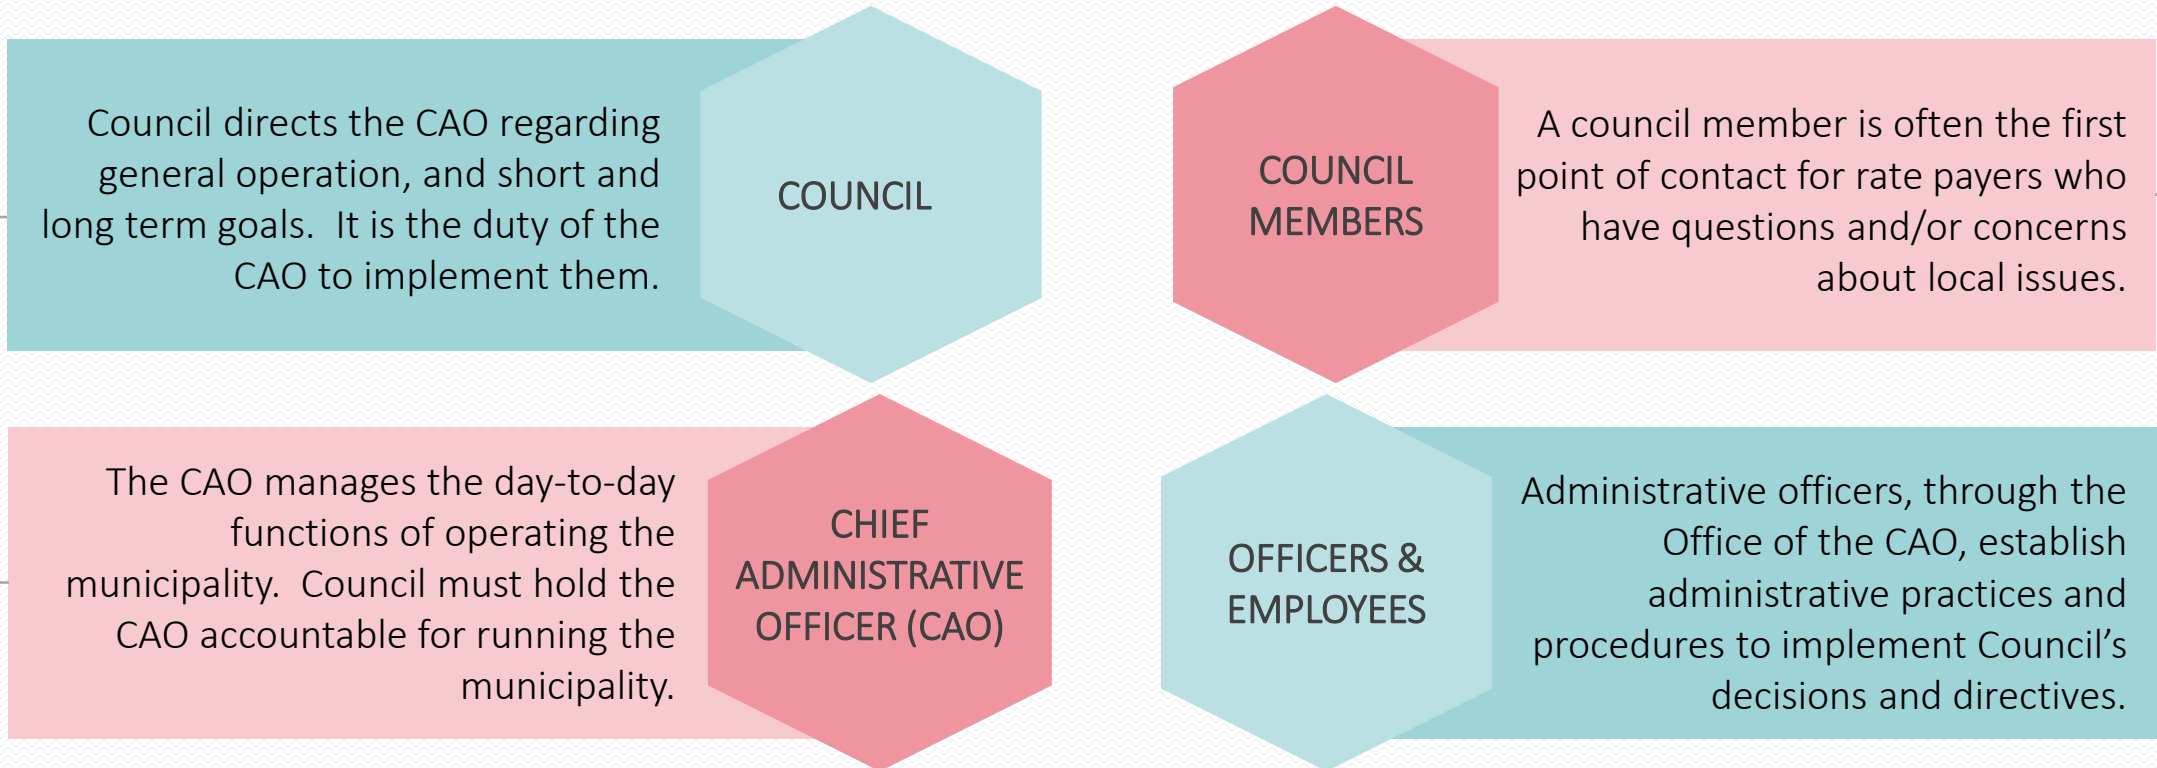 Council directs the CAO regarding
general operation, and short and
long term goals.  It is the duty of the
CAO to implement them.
COUNCIL
COUNCIL
MEMBERS
A council member is often the first
point of contact for rate payers who
have questions and/or concerns
about local issues.
The CAO manages the day-to-day
functions of operating the
municipality.  Council must hold the
CAO accountable for running the
municipality.
CHIEF
ADMINISTRATIVE
OFFICER (CAO)
OFFICERS &
EMPLOYEES
Administrative officers, through the
Office of the CAO, establish
administrative practices and
procedures to implement Council’s
decisions and directives.